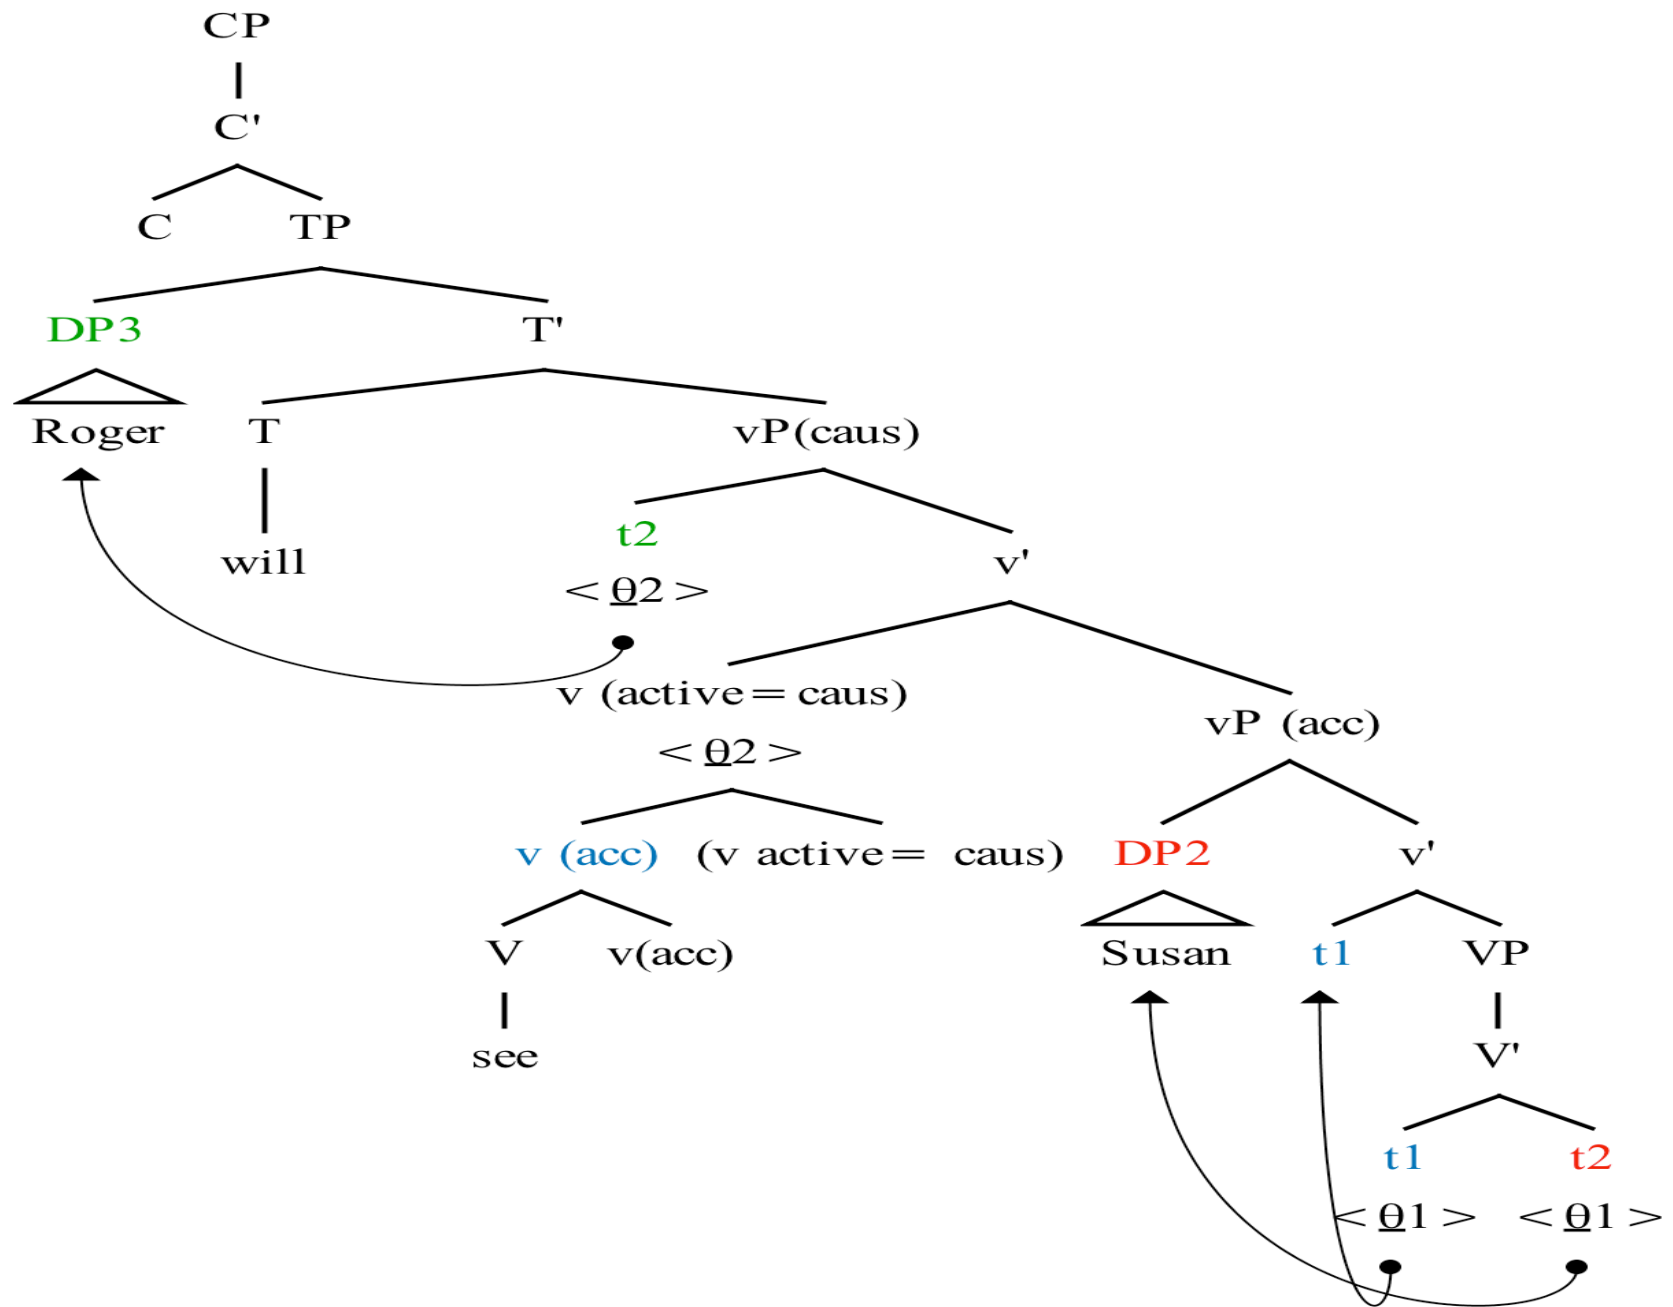 CP
C'
C TP
DP3 T'
Roger T vP(caus)
t2
will v'
<θ2>
v (active=caus)
vP (acc)
<θ2>
v (acc) (v active= caus) DP2 v'
V v(acc) Susan t1 VP
see V'
t1 t2
<θ1> <θ1>